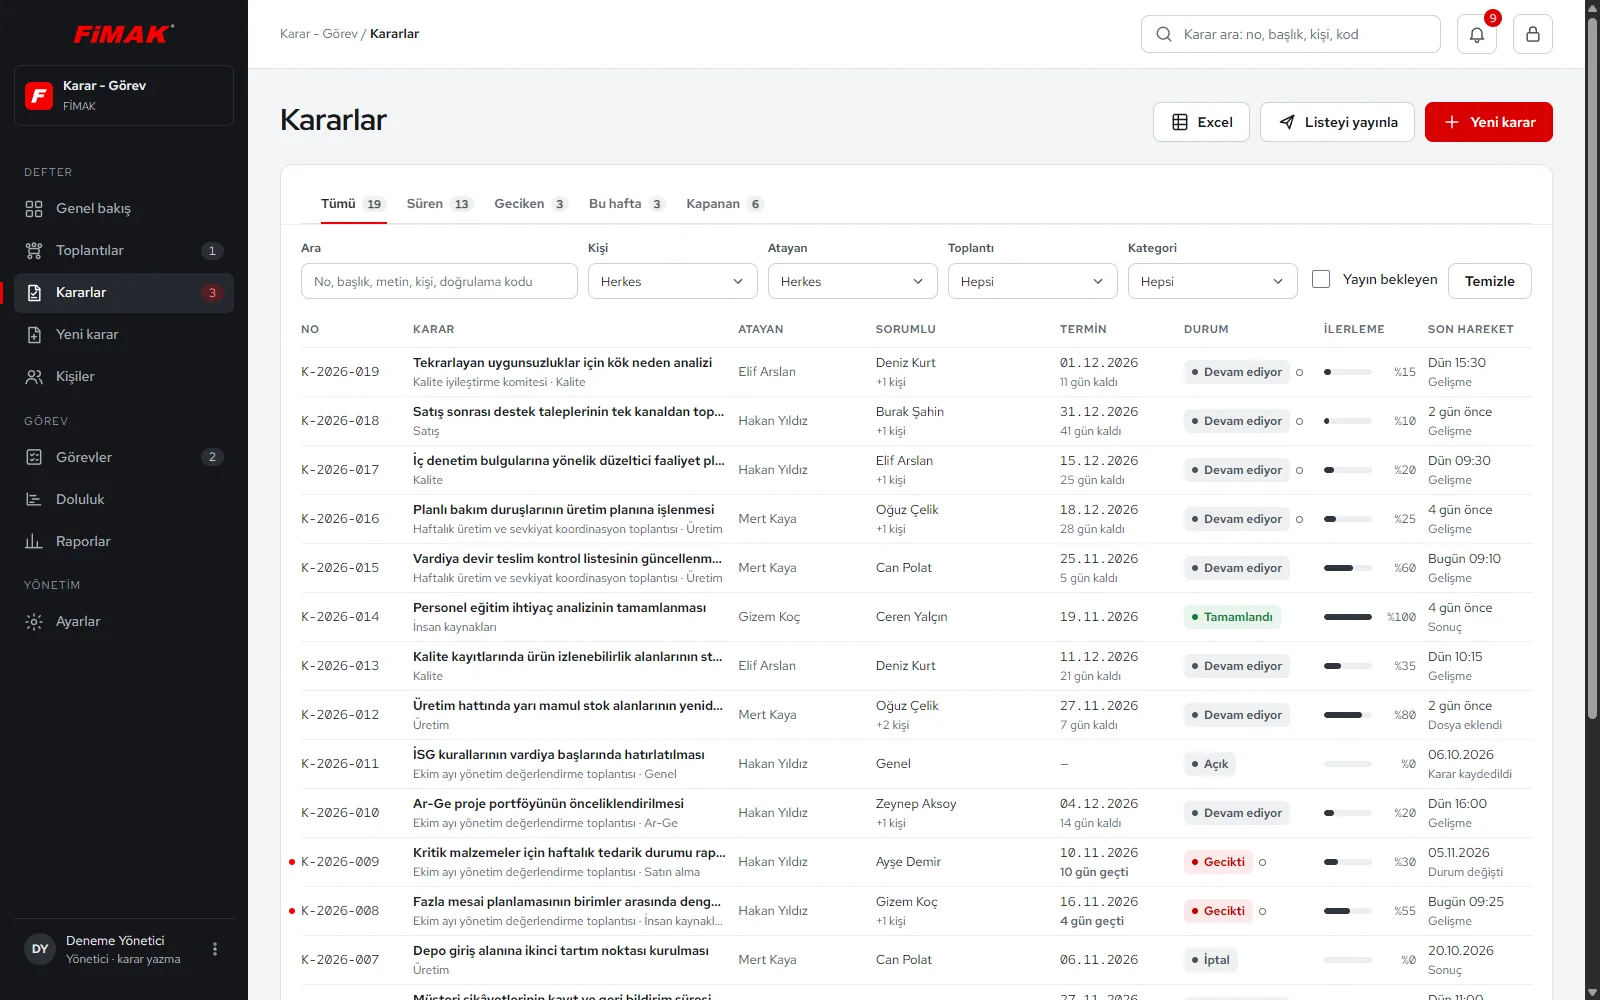 FiMAK
Karar - Görev
FİMAK
DEFTER
Genel bakış
Toplantılar 1
Kararlar 3
Yeni karar
Kişiler
GÖREV
Görevler 2
Doluluk
Raporlar
YÖNETİM
Ayarlar
DY
Deneme Yönetici
Yönetici · karar yazma
Karar - Görev / Kararlar
Karar ara: no, başlık, kişi, kod
9
Kararlar
Excel
Listeyi yayınla
Yeni karar
Tümü 19 Süren 13 Geciken 3 Bu hafta 3 Kapanan 6
Ara Kişi Atayan Toplantı Kategori
No, başlık, metin, kişi, doğrulama kodu Herkes Herkes Hepsi Hepsi Yayın bekleyen Temizle
NO KARAR ATAYAN SORUMLU TERMİN DURUM İLERLEME SON HAREKET
K-2026-019 Tekrarlayan uygunsuzluklar için kök neden analizi Elif Arslan Deniz Kurt 01.12.2026 Devam ediyor %15 Dün 15:30
Kalite iyileştirme komitesi · Kalite +1 kişi 11 gün kaldı Gelişme
K-2026-018 Satış sonrası destek taleplerinin tek kanaldan top... Hakan Yıldız Burak Şahin 31.12.2026 Devam ediyor %10 2 gün önce
Satış +1 kişi 41 gün kaldı Gelişme
K-2026-017 İç denetim bulgularına yönelik düzeltici faaliyet pl... Hakan Yıldız Elif Arslan 15.12.2026 Devam ediyor %20 Dün 09:30
Kalite +1 kişi 25 gün kaldı Gelişme
K-2026-016 Planlı bakım duruşlarının üretim planına işlenmesi Mert Kaya Oğuz Çelik 18.12.2026 Devam ediyor %25 4 gün önce
Haftalık üretim ve sevkiyat koordinasyon toplantısı · Üretim +1 kişi 28 gün kaldı Gelişme
K-2026-015 Vardiya devir teslim kontrol listesinin güncellenm... Mert Kaya Can Polat 25.11.2026 Devam ediyor %60 Bugün 09:10
Haftalık üretim ve sevkiyat koordinasyon toplantısı · Üretim 5 gün kaldı Gelişme
K-2026-014 Personel eğitim ihtiyaç analizinin tamamlanması Gizem Koç Ceren Yalçın 19.11.2026 Tamamlandı %100 4 gün önce
İnsan kaynakları Sonuç
K-2026-013 Kalite kayıtlarında ürün izlenebilirlik alanlarının st... Elif Arslan Deniz Kurt 11.12.2026 Devam ediyor %35 Dün 10:15
Kalite 21 gün kaldı Gelişme
K-2026-012 Üretim hattında yarı mamul stok alanlarının yenid... Mert Kaya Oğuz Çelik 27.11.2026 Devam ediyor %80 2 gün önce
Üretim +2 kişi 7 gün kaldı Dosya eklendi
K-2026-011 İSG kurallarının vardiya başlarında hatırlatılması Hakan Yıldız Genel – Açık %0 06.10.2026
Ekim ayı yönetim değerlendirme toplantısı · Genel Karar kaydedildi
K-2026-010 Ar-Ge proje portföyünün önceliklendirilmesi Hakan Yıldız Zeynep Aksoy 04.12.2026 Devam ediyor %20 Dün 16:00
Ekim ayı yönetim değerlendirme toplantısı · Ar-Ge +1 kişi 14 gün kaldı Gelişme
K-2026-009 Kritik malzemeler için haftalık tedarik durumu rap... Hakan Yıldız Ayşe Demir 10.11.2026 Gecikti %30 05.11.2026
Ekim ayı yönetim değerlendirme toplantısı · Satın alma 10 gün geçti Durum değişti
K-2026-008 Fazla mesai planlamasının birimler arasında deng... Hakan Yıldız Gizem Koç 16.11.2026 Gecikti %55 Bugün 09:25
Ekim ayı yönetim değerlendirme toplantısı · İnsan kaynakl... +1 kişi 4 gün geçti Gelişme
K-2026-007 Depo giriş alanına ikinci tartım noktası kurulması Mert Kaya Can Polat 06.11.2026 İptal %0 20.10.2026
Üretim Sonuç
Müşteri şikâyetlerinin kayıt ve geri bildirim süresi 27.11.2026 Dün 11:00